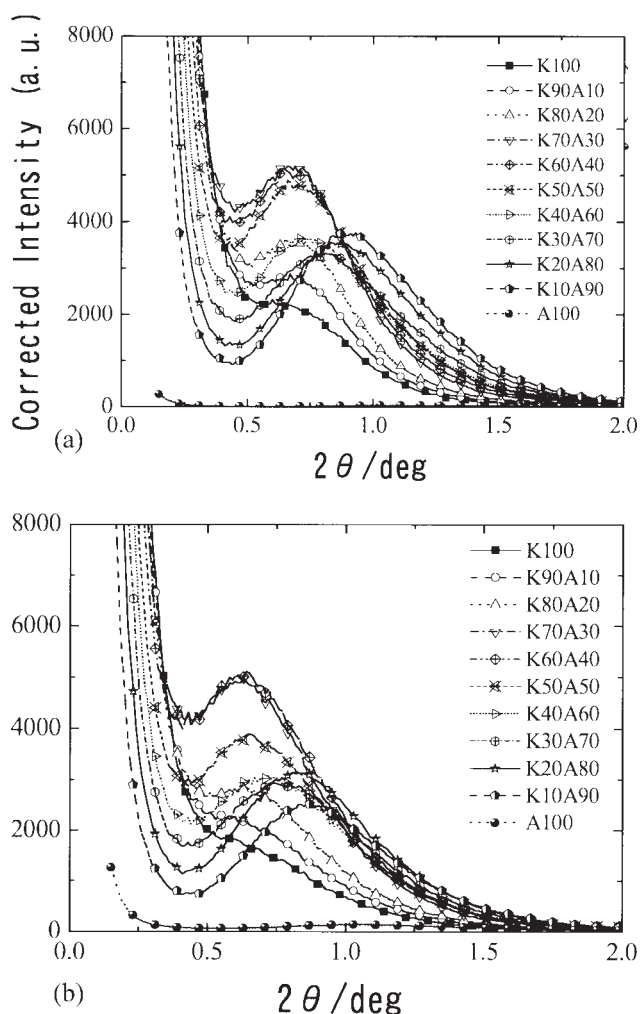 8000
6000
4000
2000
0
Corrected Intensity (a. u.)
K100
K90A10
K80A20
K70A30
K60A40
K50A50
K40A60
K30A70
K20A80
K10A90
A100
0.0 0.5 1.0 1.5 2.0
(a)
2θ/deg
8000
6000
4000
2000
0
K100
K90A10
K80A20
K70A30
K60A40
K50A50
K40A60
K30A70
K20A80
K10A90
A100
0.0 0.5 1.0 1.5 2.0
(b)
2θ/deg